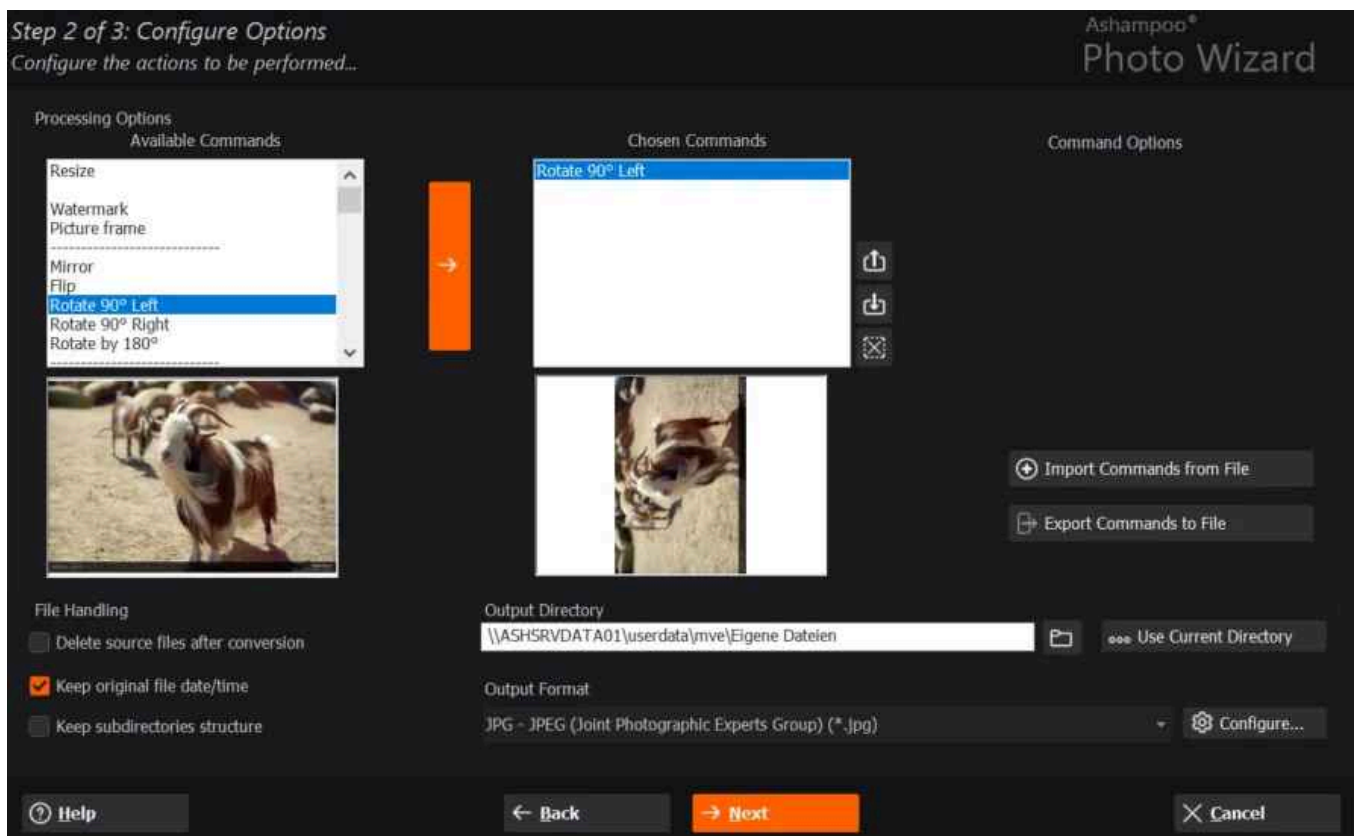 Step 2 of 3: Configure Options
Configure the actions to be performed...
Ashampoo®
Photo Wizard
Processing Options
Available Commands
Chosen Commands
Command Options
Resize
Watermark
Picture frame
----------------------------
Mirror
Flip
Rotate 90° Left
Rotate 90° Right
Rotate by 180°
----------------------------
Rotate 90° Left
Import Commands from File
Export Commands to File
File Handling
Delete source files after conversion
Keep original file date/time
Keep subdirectories structure
Output Directory
\\ASHSRVDATA01\userdata\mve\Eigene Dateien
Use Current Directory
Output Format
JPG - JPEG (Joint Photographic Experts Group) (*.jpg)
Configure...
Help
Back
Next
Cancel